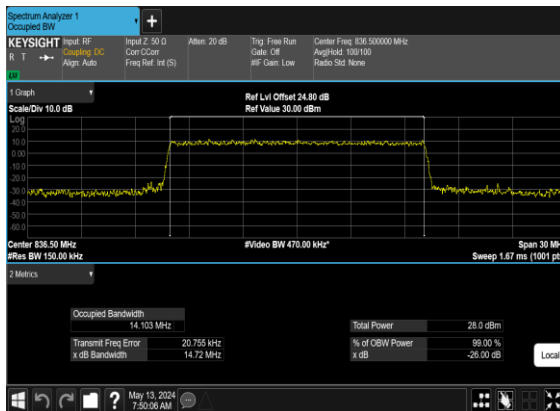 Spectrum Analyzer 1
Occupied BW
KEYSIGHT
R T
Input: RF
Coupling: DC
Align: Auto
Input Z: 50 Ω
Corr CCorr
Freq Ref: Int (S)
Atten: 20 dB
Trig: Free Run
Gate: Off
#IF Gain: Low
Center Freq: 836.500000 MHz
Avg|Hold: 100/100
Radio Std: None
1 Graph
Scale/Div 10.0 dB
Ref Lvl Offset 24.80 dB
Ref Value 30.00 dBm
Log
20.0
10.0
0.00
-10.0
-20.0
-30.0
-40.0
-50.0
-60.0
Center 836.50 MHz
#Res BW 150.00 kHz
#Video BW 470.00 kHz*
Span 30 MH
Sweep 1.67 ms (1001 pts
2 Metrics
Occupied Bandwidth
14.103 MHz
Transmit Freq Error 20.755 kHz
x dB Bandwidth 14.72 MHz
Total Power 28.0 dBm
% of OBW Power 99.00 %
x dB -26.00 dB
Local
May 13, 2024
7:50:06 AM